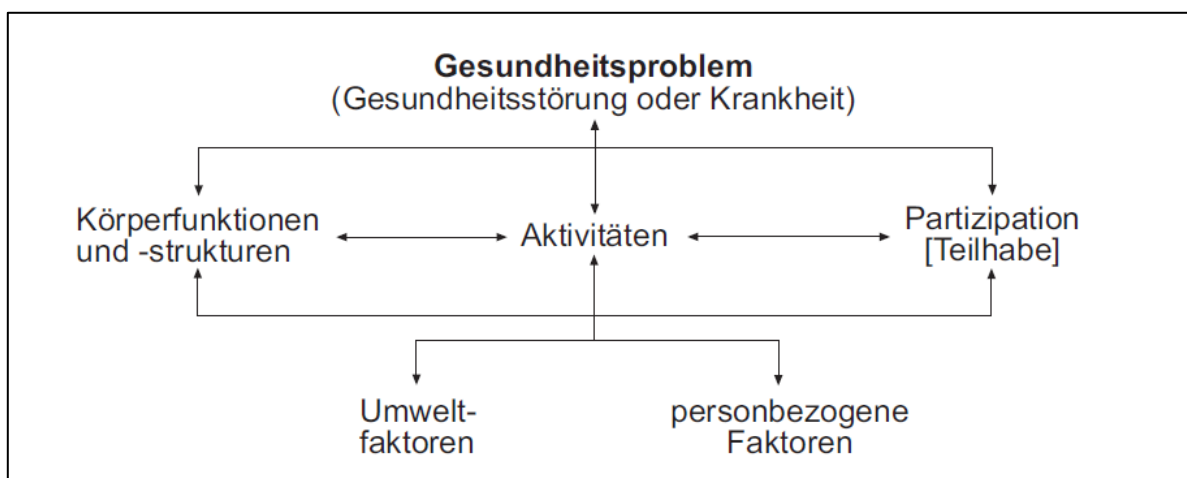 Gesundheitsproblem
(Gesundheitsstörung oder Krankheit)
Körperfunktionen
und -strukturen
Aktivitäten
Partizipation
[Teilhabe]
Umwelt-
faktoren
personbezogene
Faktoren